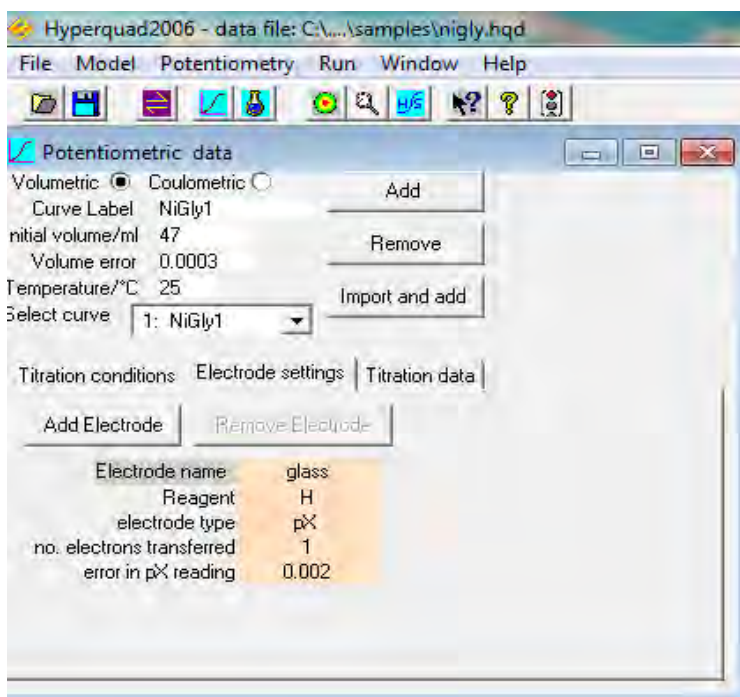 Hyperquad2006 - data file: C:\....\samples\nigly.hqd
File Model Potentiometry Run Window Help
H/S ? ?
Potentiometric data
Volumetric Coulometric
Add
Curve Label NiGly1
nitial volume/ml 47
Remove
Volume error 0.0003
Temperature/°C 25
Import and add
Select curve 1: NiGly1
Titration conditions Electrode settings Titration data
Add Electrode Remove Electrode
Electrode name glass
Reagent H
electrode type pX
no. electrons transferred 1
error in pX reading 0.002